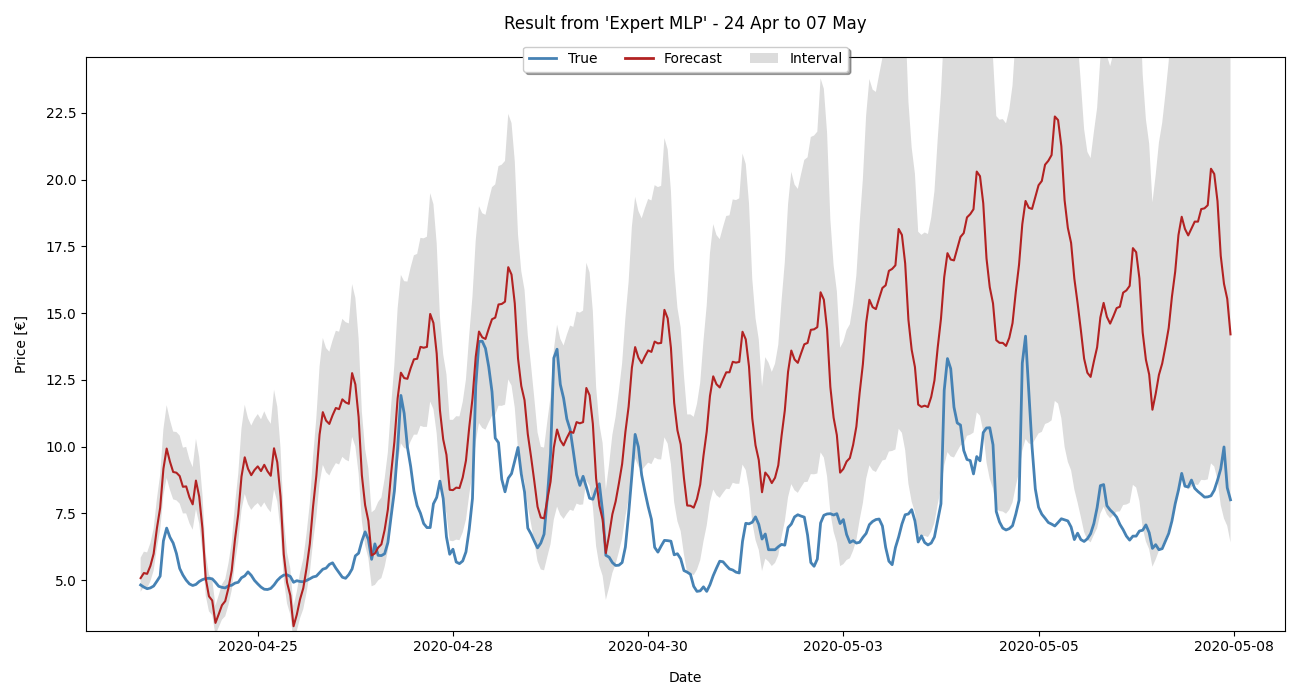 Result from 'Expert MLP' - 24 Apr to 07 May
True Forecast Interval
22.5
20.0
17.5
15.0
12.5
10.0
7.5
5.0
Price [€]
2020-04-25 2020-04-28 2020-04-30 2020-05-03 2020-05-05 2020-05-08
Date